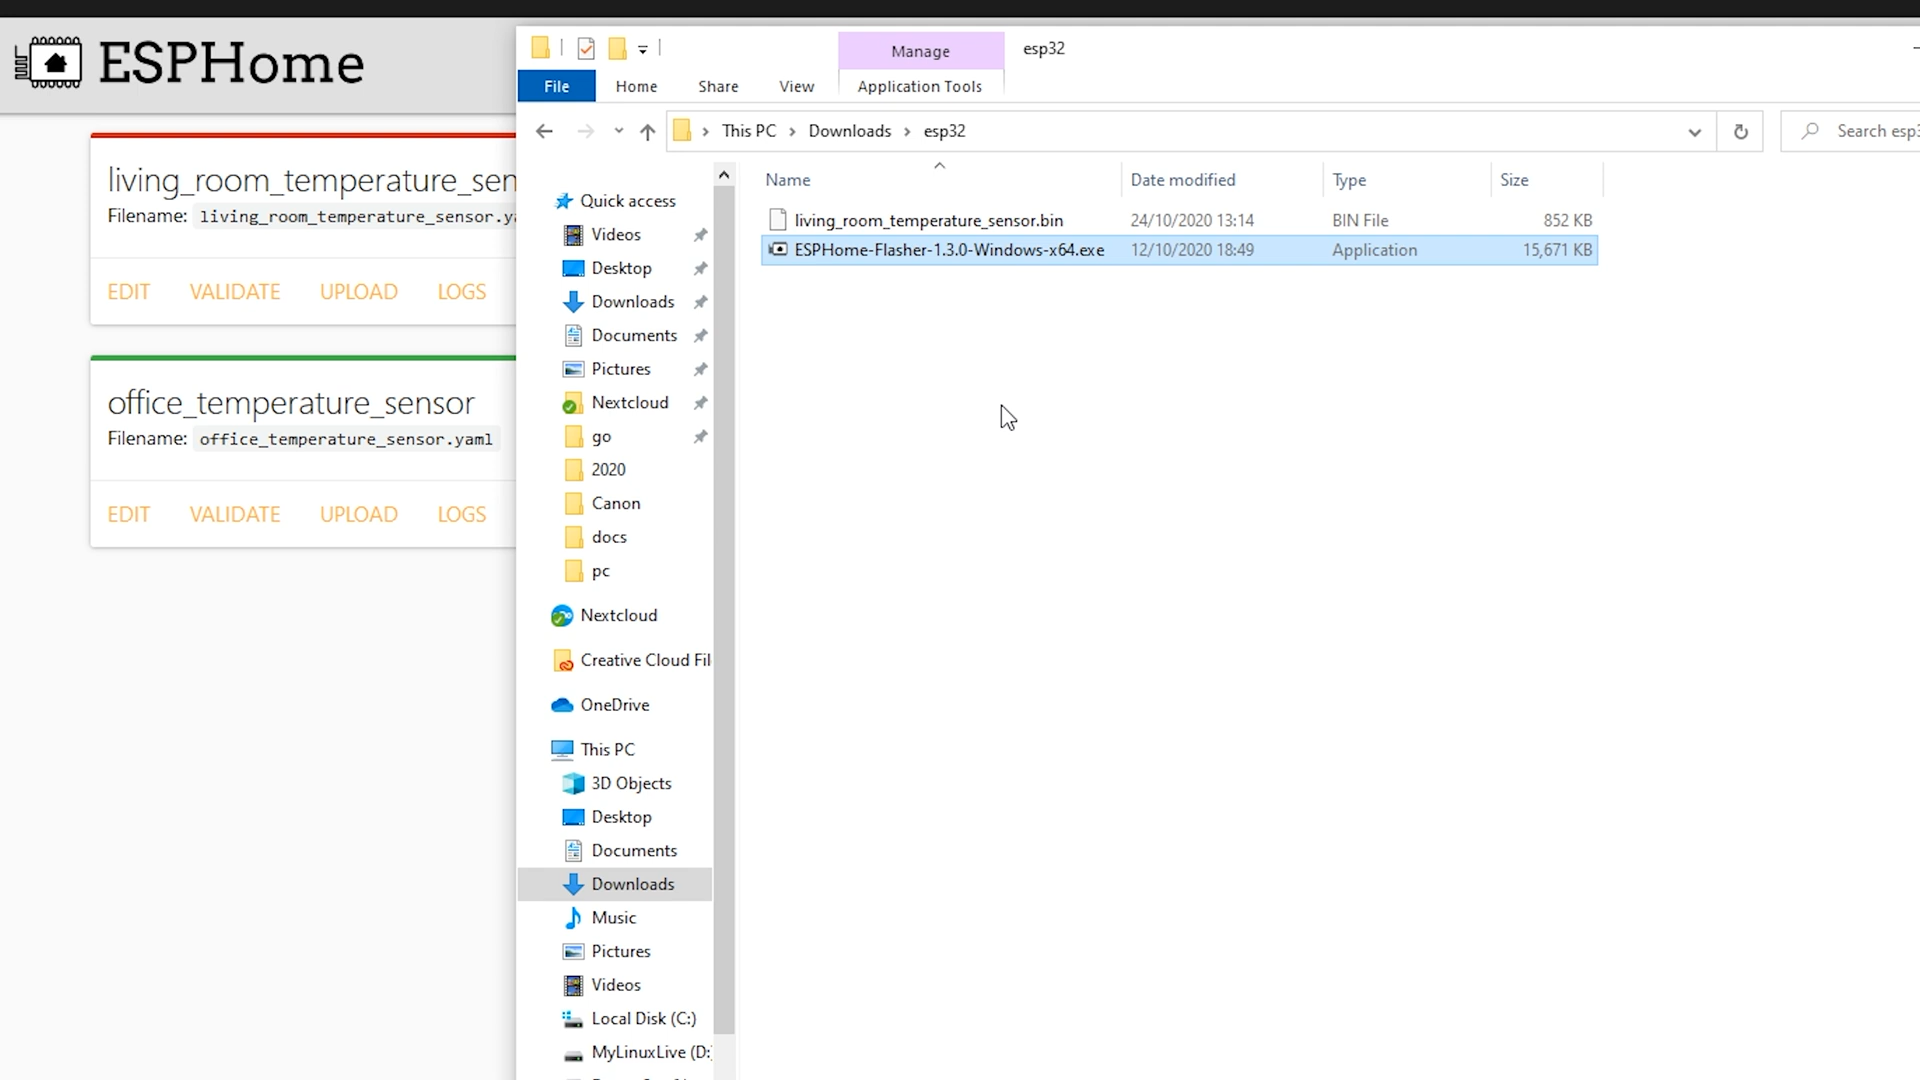 ESPHome
living_room_temperature_sen
Filename: living_room_temperature_sensor.ya
EDIT VALIDATE UPLOAD LOGS
office_temperature_sensor
Filename: office_temperature_sensor.yaml
EDIT VALIDATE UPLOAD LOGS
Manage
esp32
File Home Share View Application Tools
This PC Downloads esp32
Search esp3
Quick access
Videos
Desktop
Downloads
Documents
Pictures
Nextcloud
go
2020
Canon
docs
pc
Nextcloud
Creative Cloud Fil
OneDrive
This PC
3D Objects
Desktop
Documents
Downloads
Music
Pictures
Videos
Local Disk (C:)
MyLinuxLive (D:
Name Date modified Type Size
living_room_temperature_sensor.bin 24/10/2020 13:14 BIN File 852 KB
ESPHome-Flasher-1.3.0-Windows-x64.exe 12/10/2020 18:49 Application 15,671 KB